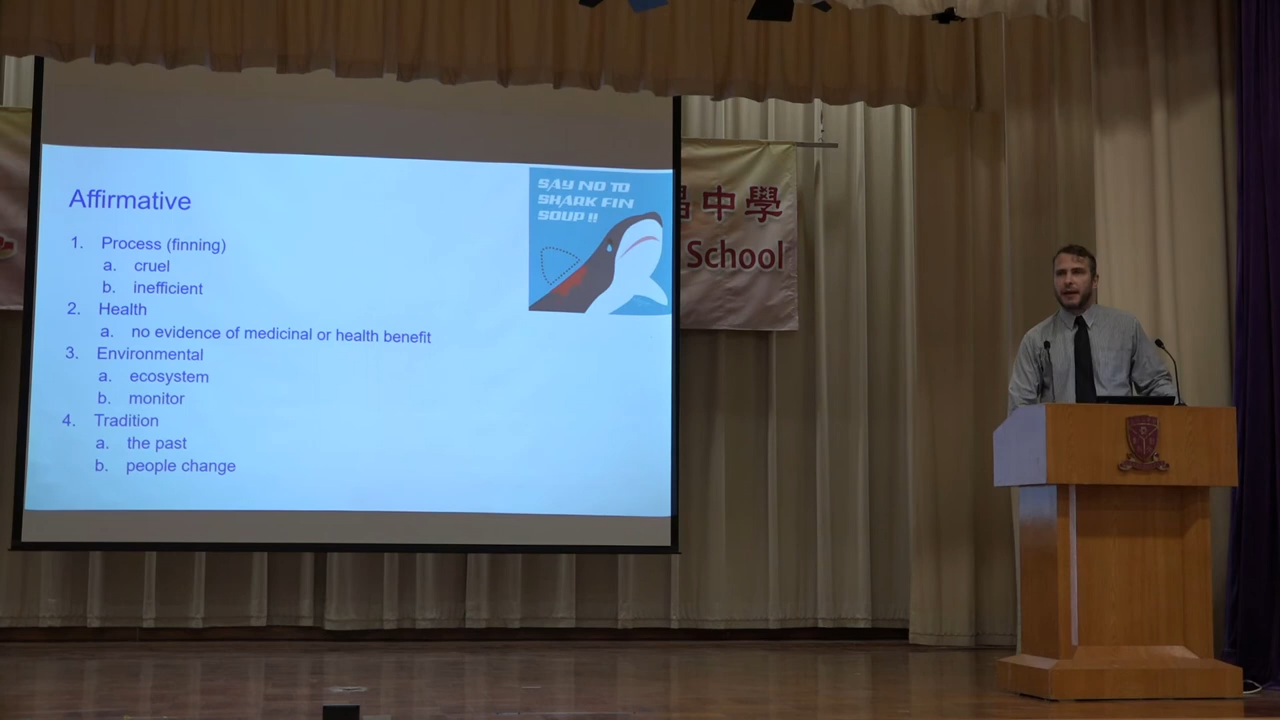 Affirmative
1. Process (finning)
a. cruel
b. inefficient
2. Health
a. no evidence of medicinal or health benefit
3. Environmental
a. ecosystem
b. monitor
4. Tradition
a. the past
b. people change
SAY NO TO
SHARK FIN
SOUP !!
中學
School